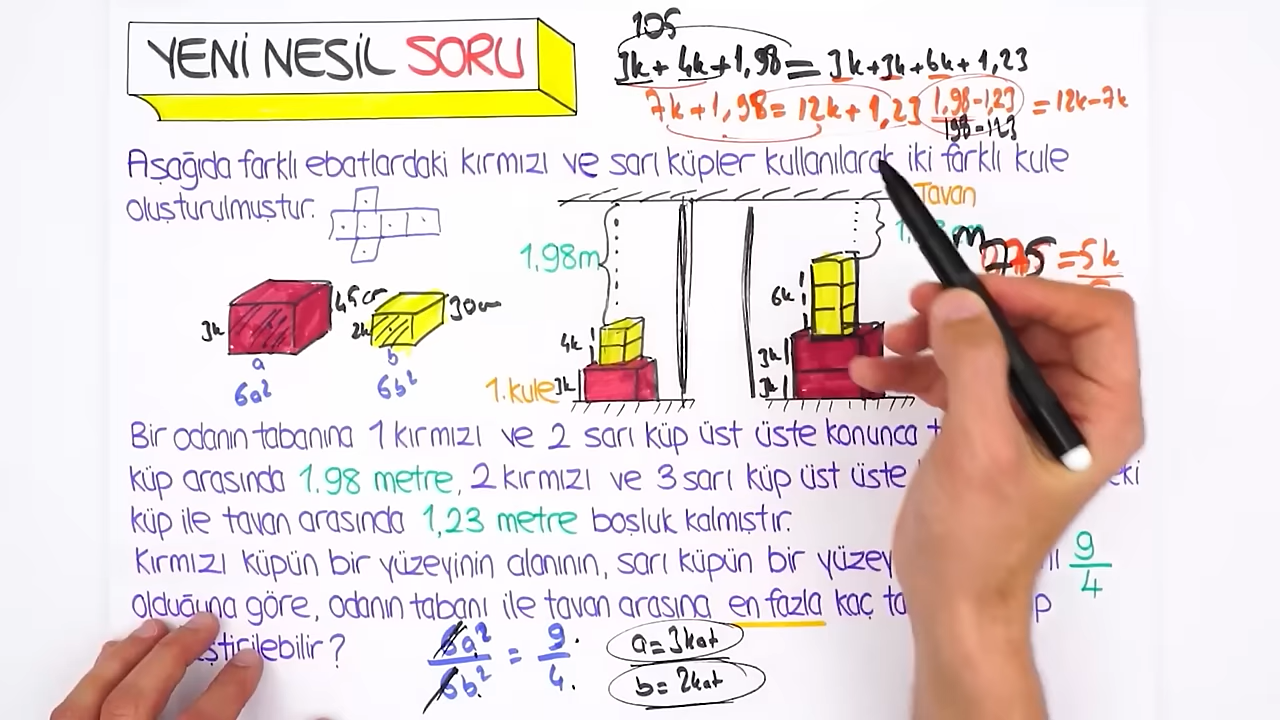 YENİ NESİL SORU
105
3k + 4k + 1,98 = 3k + 3k + 6k + 1,23
7k + 1,98 = 12k + 1,23
1,98 - 1,23 = 12k - 7k
198 - 123
Aşağıda farklı ebatlardaki kırmızı ve sarı küpler kullanılarak iki farklı kule
oluşturulmuştur.
Tavan
1,98m
m
75 = 5k
45cm
30cm
3k
2k
a
b
6a²
6b²
4k
3k
1.kule
6k
3k
3k
Bir odanın tabanına 1 kırmızı ve 2 sarı küp üst üste konunca
küp arasında 1.98 metre, 2 kırmızı ve 3 sarı küp üst üste
küp ile tavan arasında 1,23 metre boşluk kalmıştır.
Kırmızı küpün bir yüzeyinin alanının, sarı küpün bir 9/4
olduğuna göre, odanın tabanı ile tavan arasına en fazla kaç
?
6a²/6b² = 9/4
a = 3kat
b = 2kat